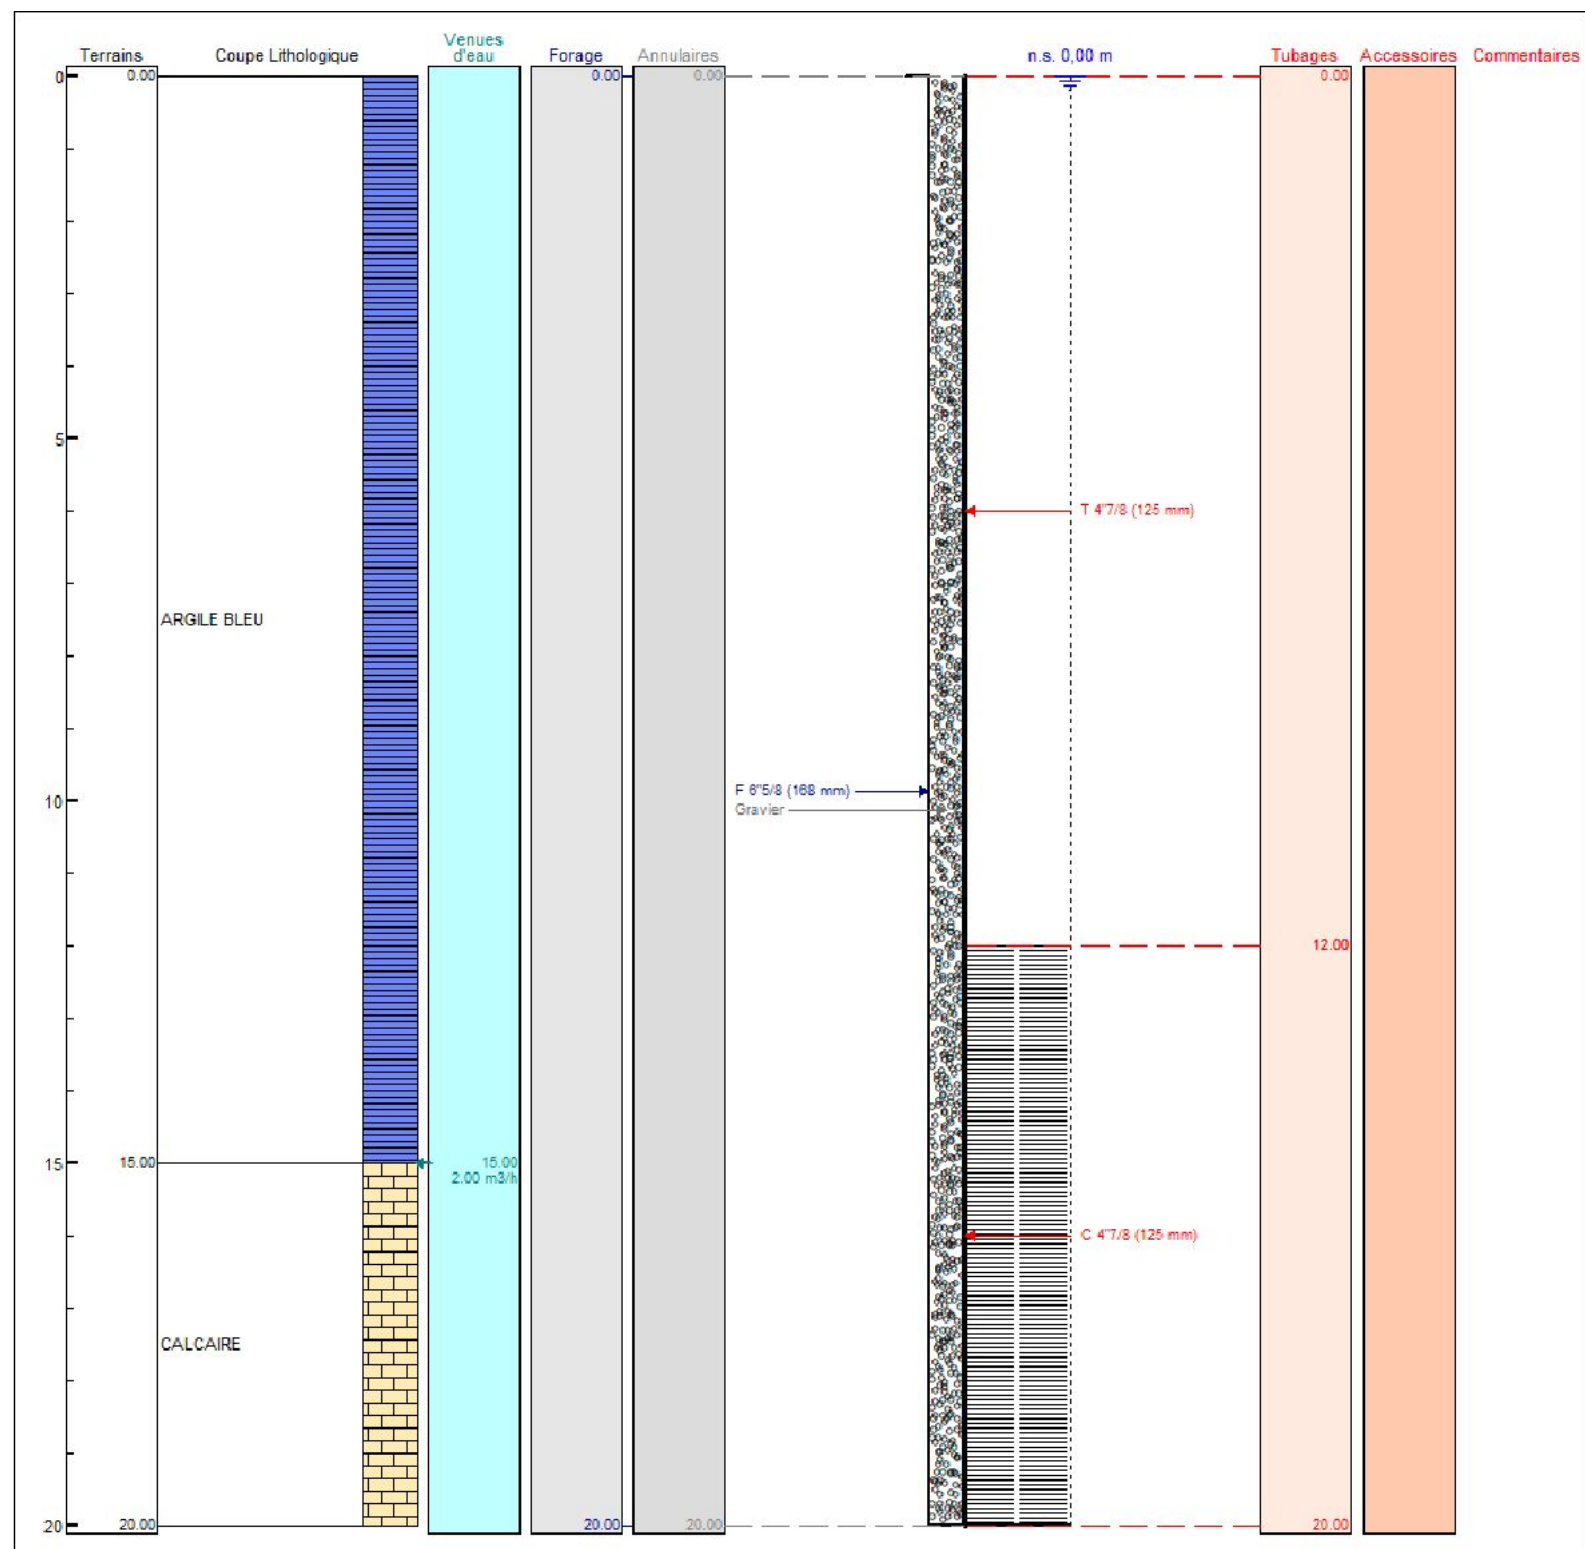 Terrains
Coupe Lithologique
Venues
d'eau
Forage
Annulaires
n.s. 0,00 m
Tubages
Accessoires
Commentaires
0
0.00
0.00
0.00
0.00
5
T 4"7/8 (125 mm)
ARGILE BLEU
F 6"5/8 (168 mm)
10
Gravier
12.00
15
15.00
15.00
2.00 m3/h
C 4"7/8 (125 mm)
CALCAIRE
20
20.00
20.00
20.00
20.00